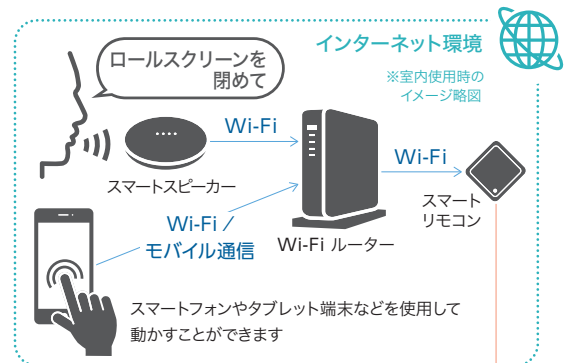 インターネット環境
※室内使用時の
イメージ略図
ロールスクリーンを
閉めて
Wi-Fi
Wi-Fi
スマートスピーカー
スマート
リモコン
Wi-Fi /
モバイル通信
Wi-Fi ルーター
スマートフォンやタブレット端末などを使用して
動かすことができます